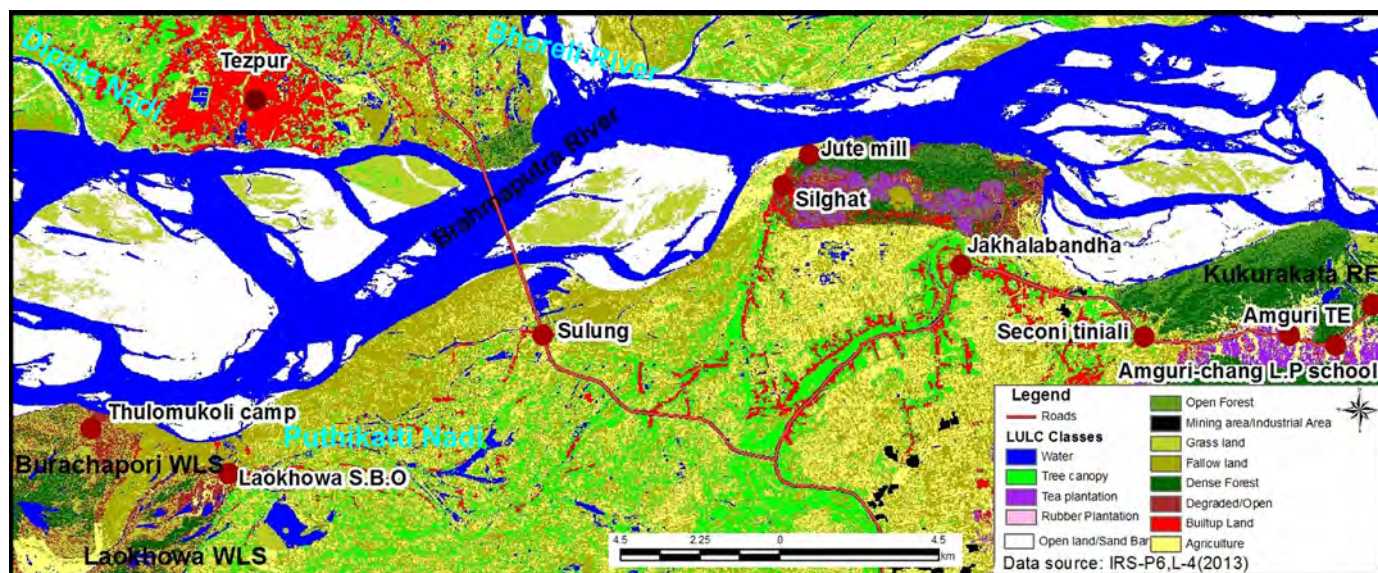 Dipata Nadi
Tezpur
Bhareli River
Brahmaputra River
Jute mill
Silghat
Jakhalabandha
Kukurakata RF
Sulung
Seconi tiniali
Amguri TE
Amguri-chang L.P school
Thulomukoli camp
Puthikatti Nadi
Burachapori WLS
Laokhowa S.B.O
Laokhowa WLS
4.5 2.25 0 4.5
km
Legend
Roads
LULC Classes
Water
Tree canopy
Tea plantation
Rubber Plantation
Open land/Sand Bar
Open Forest
Mining area/Industrial Area
Grass land
Fallow land
Dense Forest
Degraded/Open
Builtup Land
Agriculture
Data source: IRS-P6,L-4(2013)